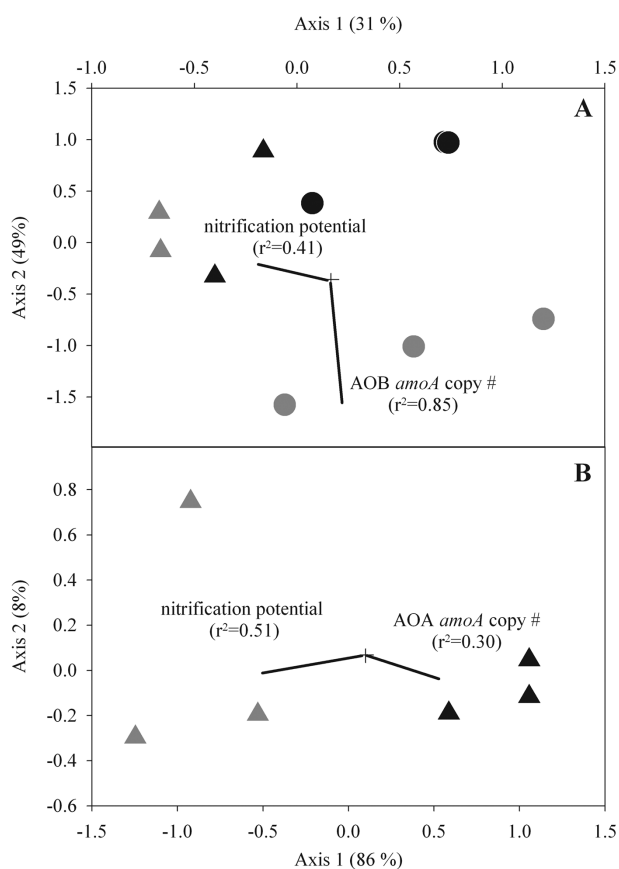 Axis 1 (31 %)
-1.0 -0.5 0.0 0.5 1.0 1.5
1.5
A
1.0
0.5
0.0
-0.5
-1.0
-1.5
Axis 2 (49%)
nitrification potential
(r²=0.41)
AOB amoA copy #
(r²=0.85)
B
0.8
0.6
0.4
0.2
0.0
-0.2
-0.4
-0.6
Axis 2 (8%)
nitrification potential
(r²=0.51)
AOA amoA copy #
(r²=0.30)
-1.5 -1.0 -0.5 0.0 0.5 1.0 1.5
Axis 1 (86 %)